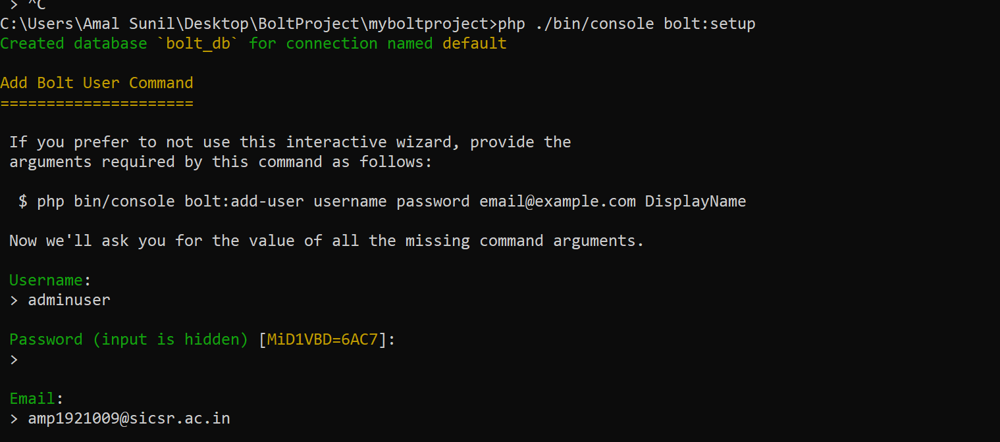 > ^C
C:\Users\Amal Sunil\Desktop\BoltProject\myboltproject>php ./bin/console bolt:setup
Created database `bolt_db` for connection named default
Add Bolt User Command
=====================
If you prefer to not use this interactive wizard, provide the
arguments required by this command as follows:
$ php bin/console bolt:add-user username password email@example.com DisplayName
Now we'll ask you for the value of all the missing command arguments.
Username:
> adminuser
Password (input is hidden) [MiD1VBD=6AC7]:
>
Email:
> amp1921009@sicsr.ac.in